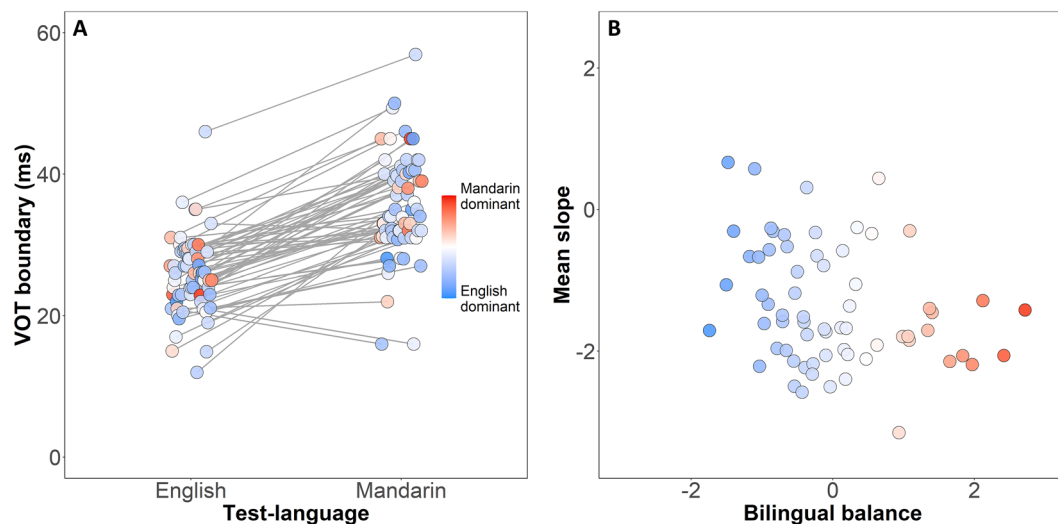 A
60
40
20
0
VOT boundary (ms)
English
Mandarin
Test-language
Mandarin
dominant
English
dominant
B
2
0
-2
Mean slope
-2
0
2
Bilingual balance